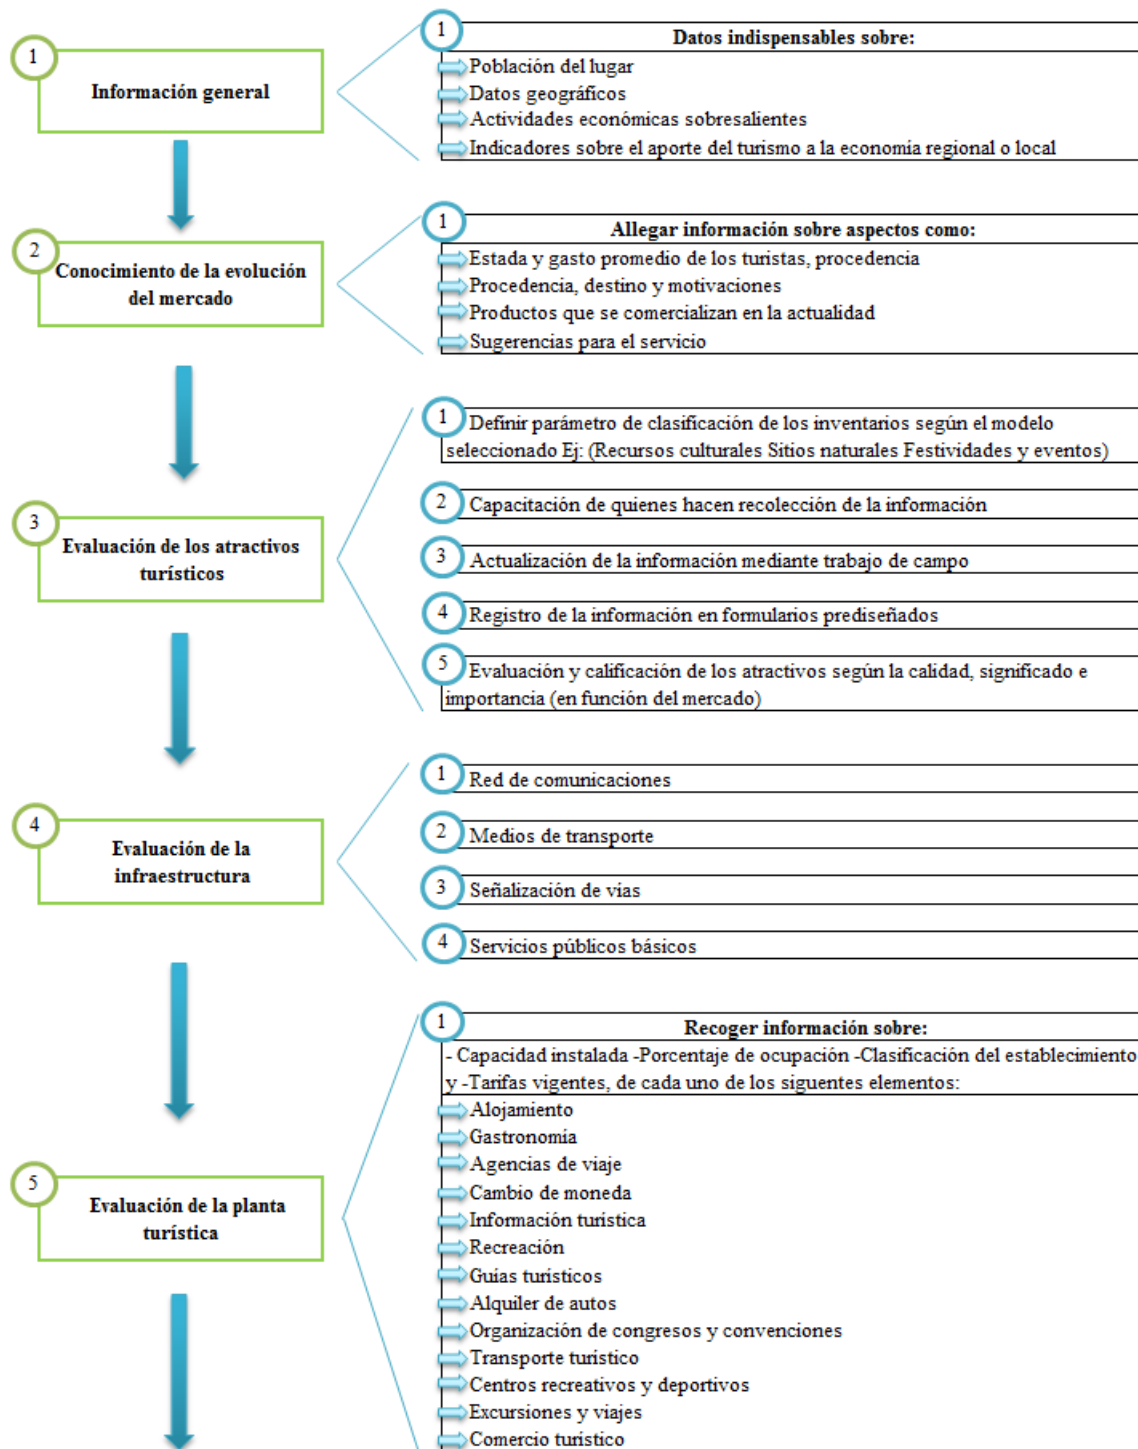 1
Información general
1
Datos indispensables sobre:
Población del lugar
Datos geográficos
Actividades económicas sobresalientes
Indicadores sobre el aporte del turismo a la economía regional o local
2
Conocimiento de la evolución
del mercado
1
Allegar información sobre aspectos como:
Estada y gasto promedio de los turistas, procedencia
Procedencia, destino y motivaciones
Productos que se comercializan en la actualidad
Sugerencias para el servicio
3
Evaluación de los atractivos
turísticos
1
Definir parámetro de clasificación de los inventarios según el modelo
seleccionado Ej: (Recursos culturales Sitios naturales Festividades y eventos)
2
Capacitación de quienes hacen recolección de la información
3
Actualización de la información mediante trabajo de campo
4
Registro de la información en formularios prediseñados
5
Evaluación y calificación de los atractivos según la calidad, significado e
importancia (en función del mercado)
4
Evaluación de la
infraestructura
1
Red de comunicaciones
2
Medios de transporte
3
Señalización de vías
4
Servicios públicos básicos
5
Evaluación de la planta
turística
1
Recoger información sobre:
- Capacidad instalada -Porcentaje de ocupación -Clasificación del establecimiento
y -Tarifas vigentes, de cada uno de los siguentes elementos:
Alojamiento
Gastronomía
Agencias de viaje
Cambio de moneda
Información turística
Recreación
Guías turísticos
Alquiler de autos
Organización de congresos y convenciones
Transporte turístico
Centros recreativos y deportivos
Excursiones y viajes
Comercio turístico